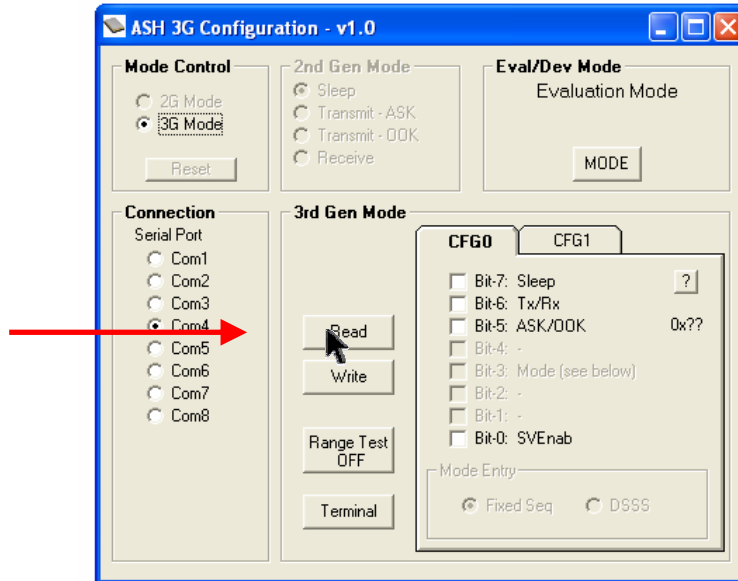 ASH 3G Configuration - v1.0
Mode Control
2G Mode
3G Mode
Reset
2nd Gen Mode
Sleep
Transmit - ASK
Transmit - OOK
Receive
Eval/Dev Mode
Evaluation Mode
MODE
Connection
Serial Port
Com1
Com2
Com3
Com4
Com5
Com6
Com7
Com8
3rd Gen Mode
Read
Write
Range Test
OFF
Terminal
CFG0
CFG1
Bit-7: Sleep
?
Bit-6: Tx/Rx
Bit-5: ASK/OOK
0x??
Bit-4: -
Bit-3: Mode (see below)
Bit-2: -
Bit-1: -
Bit-0: SVEnab
Mode Entry
Fixed Seq
DSSS